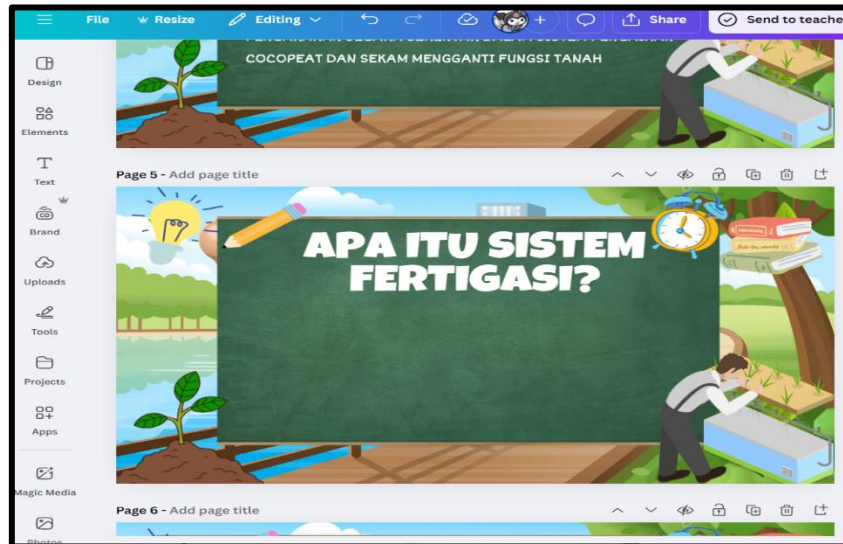 File Resize Editing + Share Send to teache
Design
Elements
Text
Brand
Uploads
Tools
Projects
Apps
Magic Media
Photos
COCOPEAT DAN SEKAM MENGGANTI FUNGSI TANAH
Page 5 - Add page title
APA ITU SISTEM
FERTIGASI?
Page 6 - Add page title